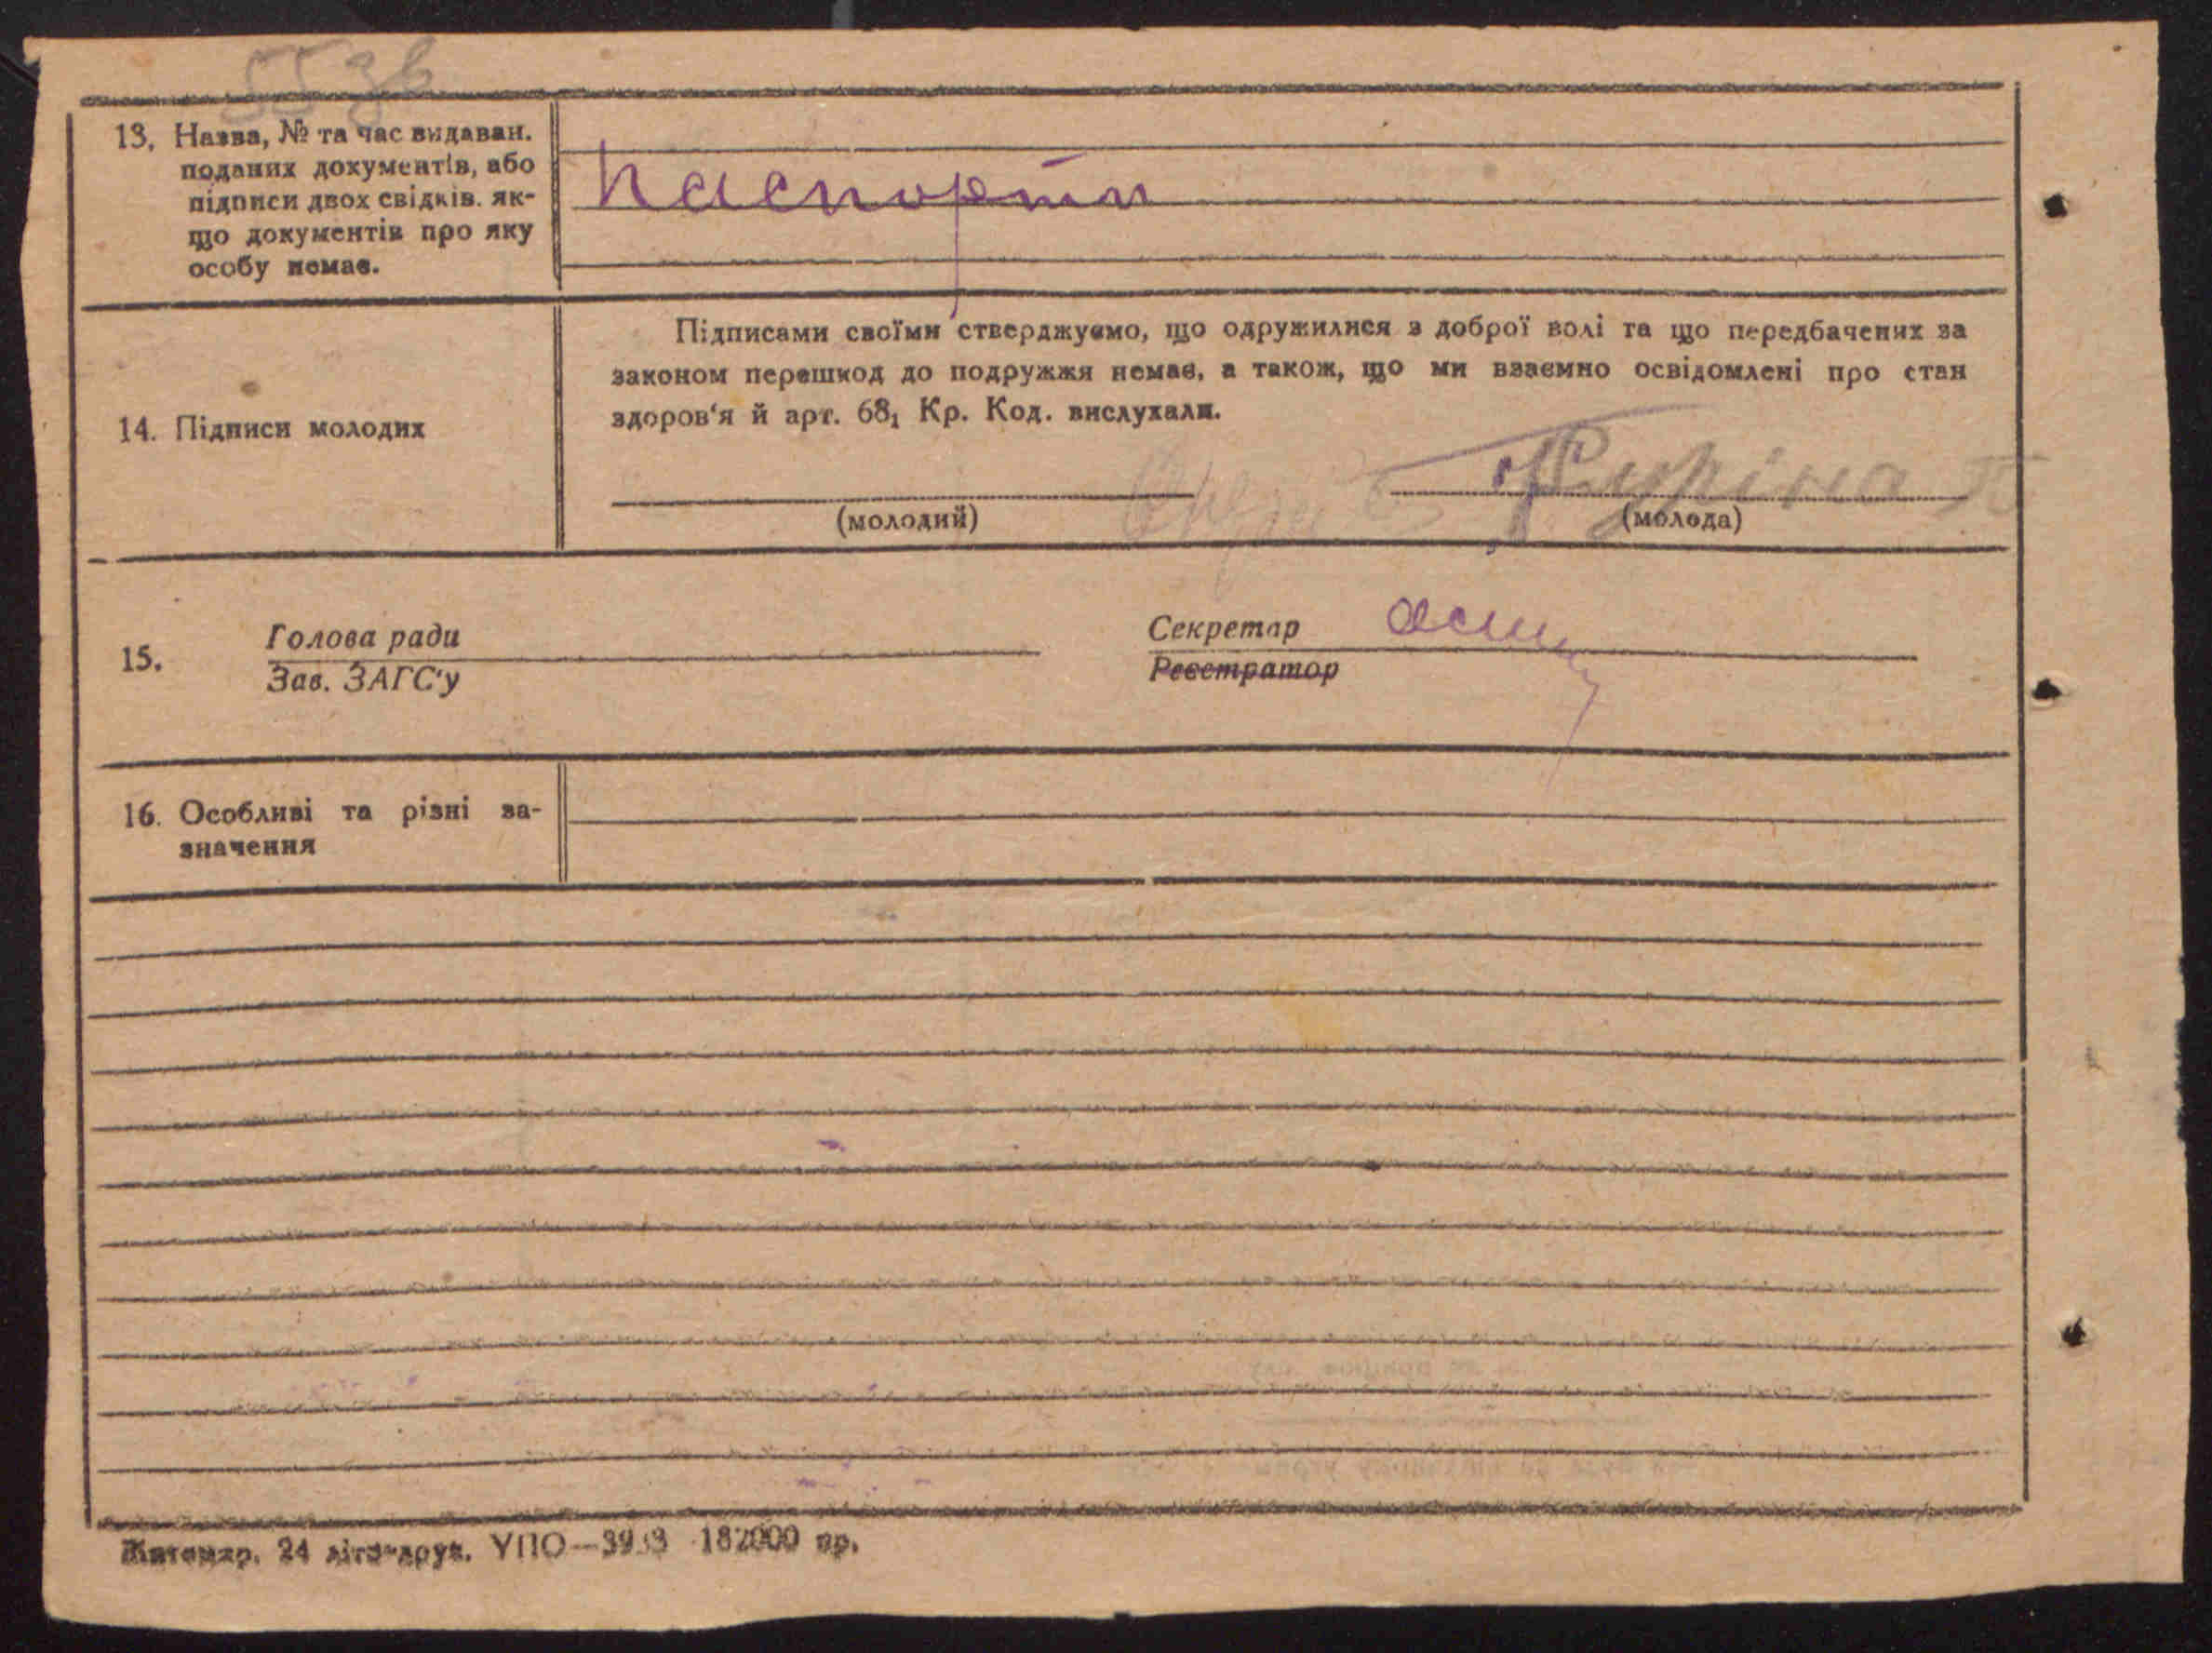 55 зв
13. Назва, № та час видаван.
поданих документів, або
підписи двох свідків. як-
що документів про яку
особу немає.
паспорти
14. Підписи молодих
Підписами своїми стверджуємо, що одружилися з доброї волі та що передбачених за
законом перешкод до подружжя немає, а також, що ми взаємно освідомлені про стан
здоров'я й арт. 68₁ Кр. Код. вислухали.
(молодий)
(молода)
15.
Голова ради
Зав. ЗАГС'у
Секретар
Реєстратор
16. Особливі та різні за-
значення
Житомир. 24 літо-друк. УПО—3933 182000 пр.